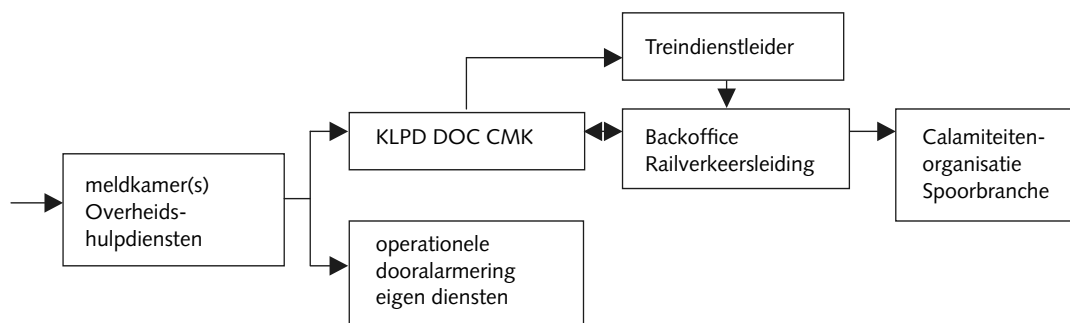 Treindienstleider
KLPD DOC CMK
Backoffice
Railverkeersleiding
Calamiteiten-
organisatie
Spoorbranche
meldkamer(s)
Overheids-
hulpdiensten
operationele
dooralarmering
eigen diensten